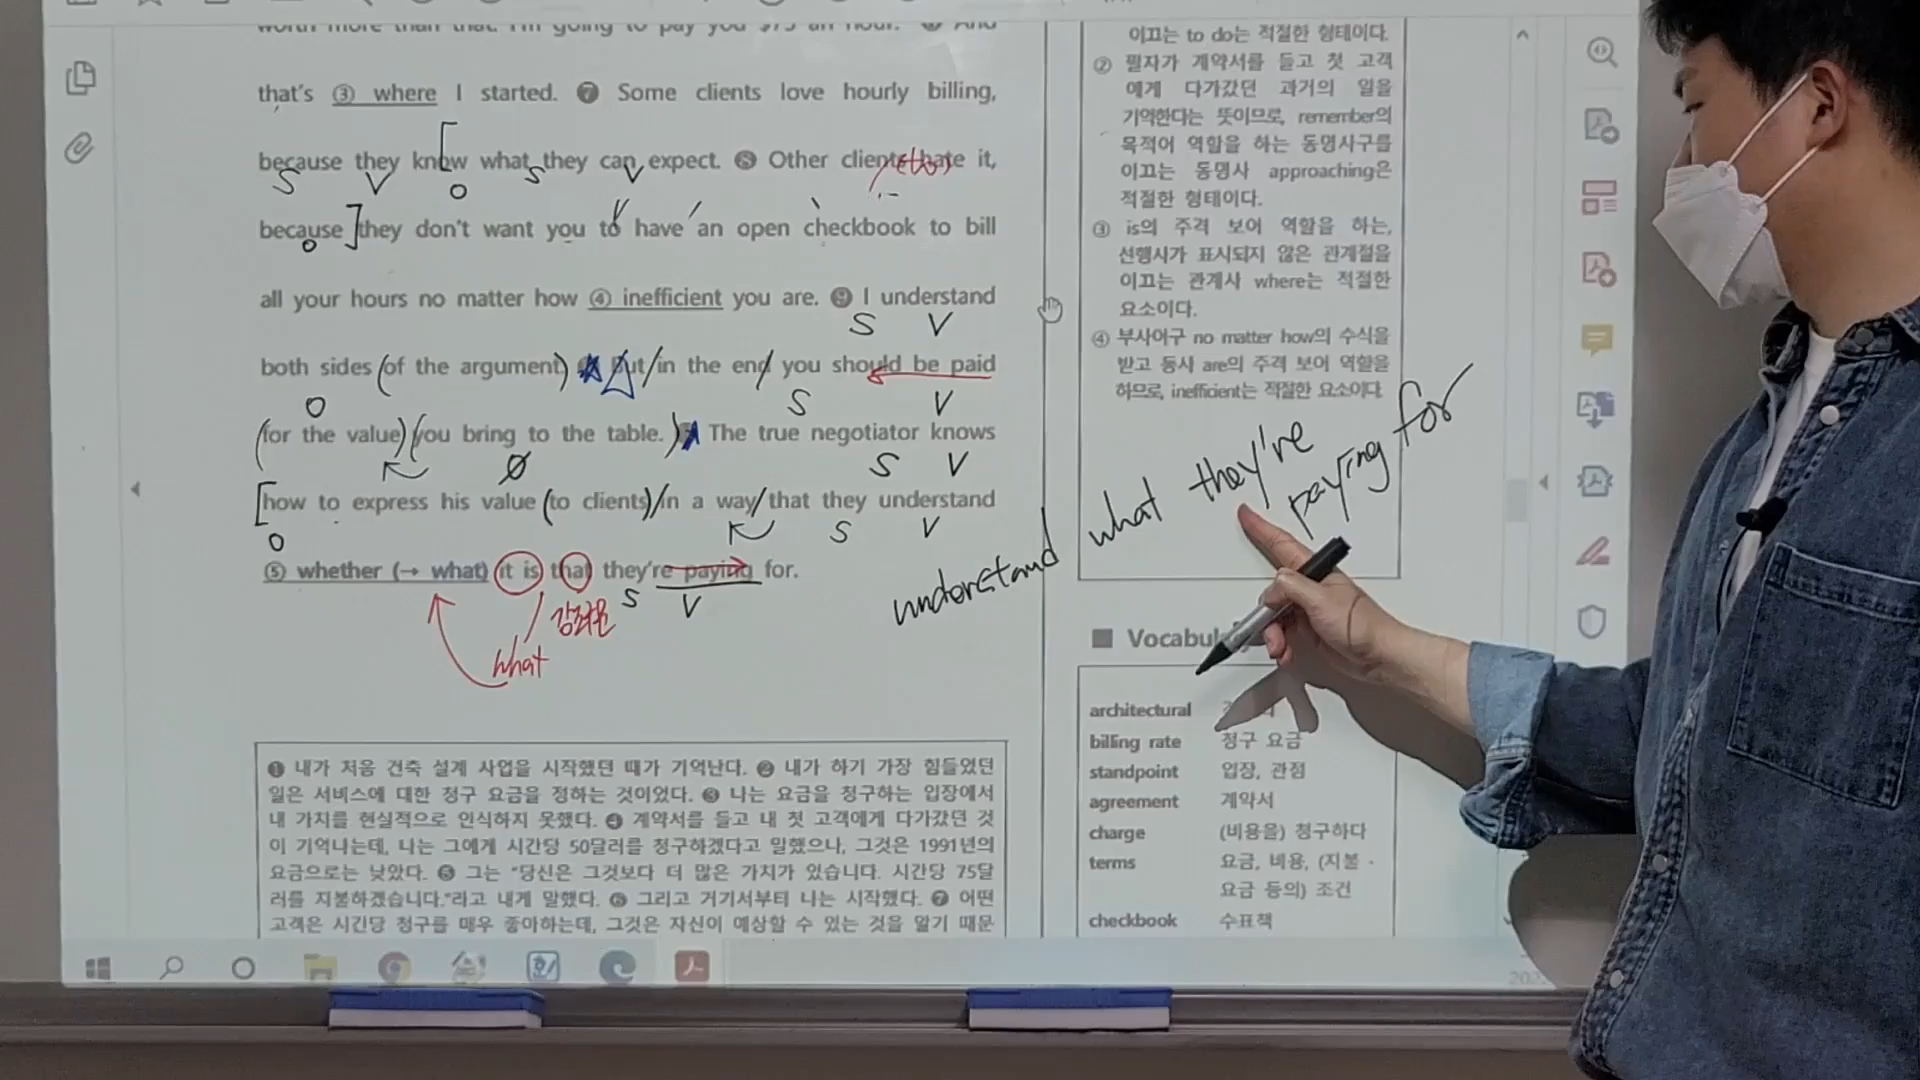 worth more than that. I'm going to pay you $75 an hour." ❻ And
that's ③ where I started. ❼ Some clients love hourly billing,
because they know what they can expect. ❽ Other clients hate it,
S V O S V
because they don't want you to have an open checkbook to bill
O
all your hours no matter how ④ inefficient you are. ❾ I understand
S V
both sides (of the argument) But/in the end/ you should be paid
O S V
(for the value) (you bring to the table.) The true negotiator knows
S V
[how to express his value (to clients)/in a way/that they understand
O S V
⑤ whether (→ what) it is that they're paying for.
S V
강조구문
what
understand what they're paying for
이끄는 to do는 적절한 형태이다.
② 필자가 계약서를 들고 첫 고객
에게 다가갔던 과거의 일을
기억한다는 뜻이므로, remember의
목적어 역할을 하는 동명사구를
이끄는 동명사 approaching은
적절한 형태이다.
③ is의 주격 보어 역할을 하는,
선행사가 표시되지 않은 관계절을
이끄는 관계사 where는 적절한
요소이다.
④ 부사어구 no matter how의 수식을
받고 동사 are의 주격 보어 역할을
하므로, inefficient는 적절한 요소이다.
■ Vocabulary
architectural
billing rate 청구 요금
standpoint 입장, 관점
agreement 계약서
charge (비용을) 청구하다
terms 요금, 비용, (지불·
요금 등의) 조건
checkbook 수표책
❶ 내가 처음 건축 설계 사업을 시작했던 때가 기억난다. ❷ 내가 하기 가장 힘들었던
일은 서비스에 대한 청구 요금을 정하는 것이었다. ❸ 나는 요금을 청구하는 입장에서
내 가치를 현실적으로 인식하지 못했다. ❹ 계약서를 들고 내 첫 고객에게 다가갔던 것
이 기억나는데, 나는 그에게 시간당 50달러를 청구하겠다고 말했으나, 그것은 1991년의
요금으로는 낮았다. ❺ 그는 "당신은 그것보다 더 많은 가치가 있습니다. 시간당 75달
러를 지불하겠습니다."라고 내게 말했다. ❻ 그리고 거기서부터 나는 시작했다. ❼ 어떤
고객은 시간당 청구를 매우 좋아하는데, 그것은 자신이 예상할 수 있는 것을 알기 때문